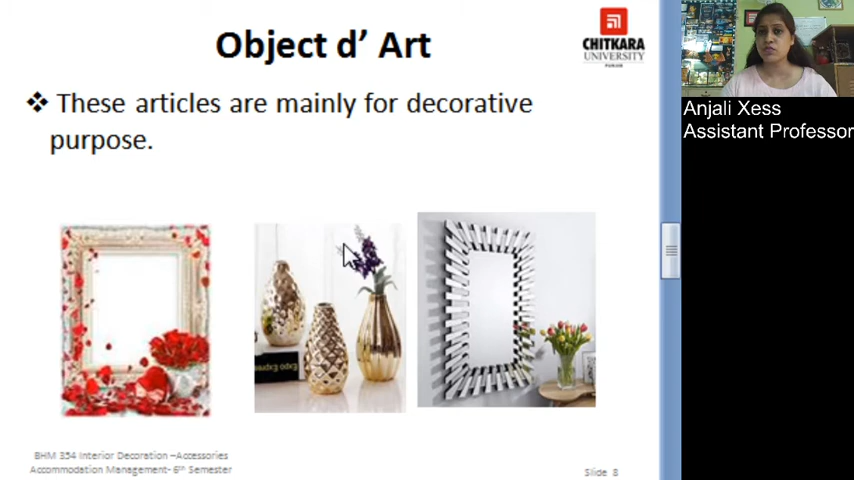 Object d’ Art
CHITKARA
UNIVERSITY
❖ These articles are mainly for decorative
purpose.
Anjali Xess
Assistant Professor
BHM 354 Interior Decoration –Accessories
Accommodation Management- 6th Semester
Slide 8